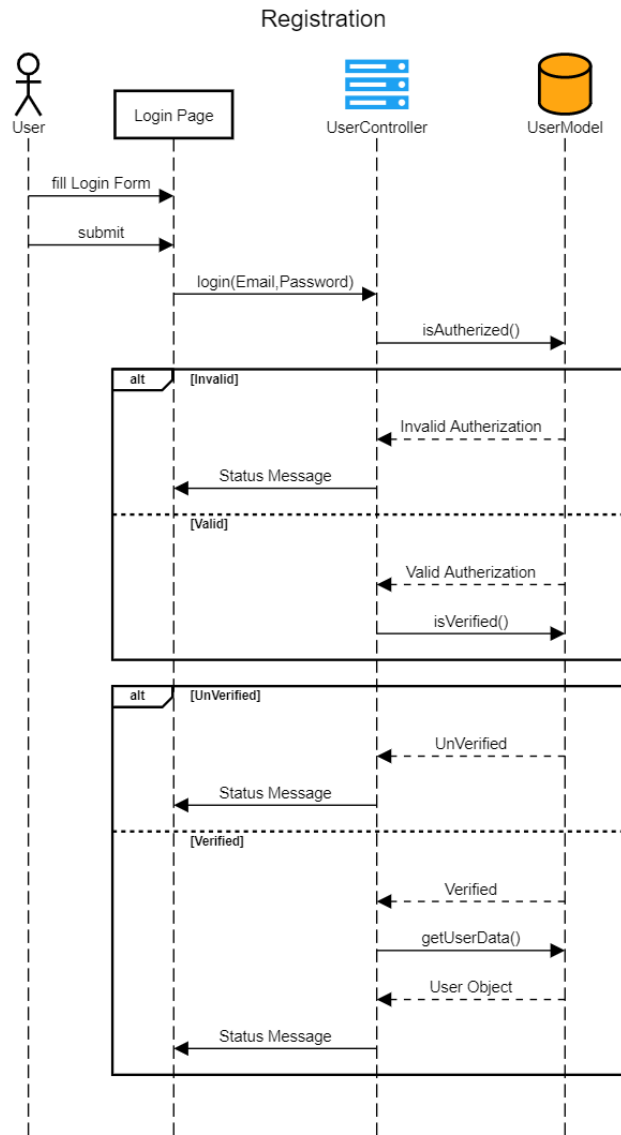 Registration
User
Login Page
UserController
UserModel
fill Login Form
submit
login(Email,Password)
isAutherized()
alt
[Invalid]
Invalid Autherization
Status Message
[Valid]
Valid Autherization
isVerified()
alt
[UnVerified]
UnVerified
Status Message
[Verified]
Verified
getUserData()
User Object
Status Message